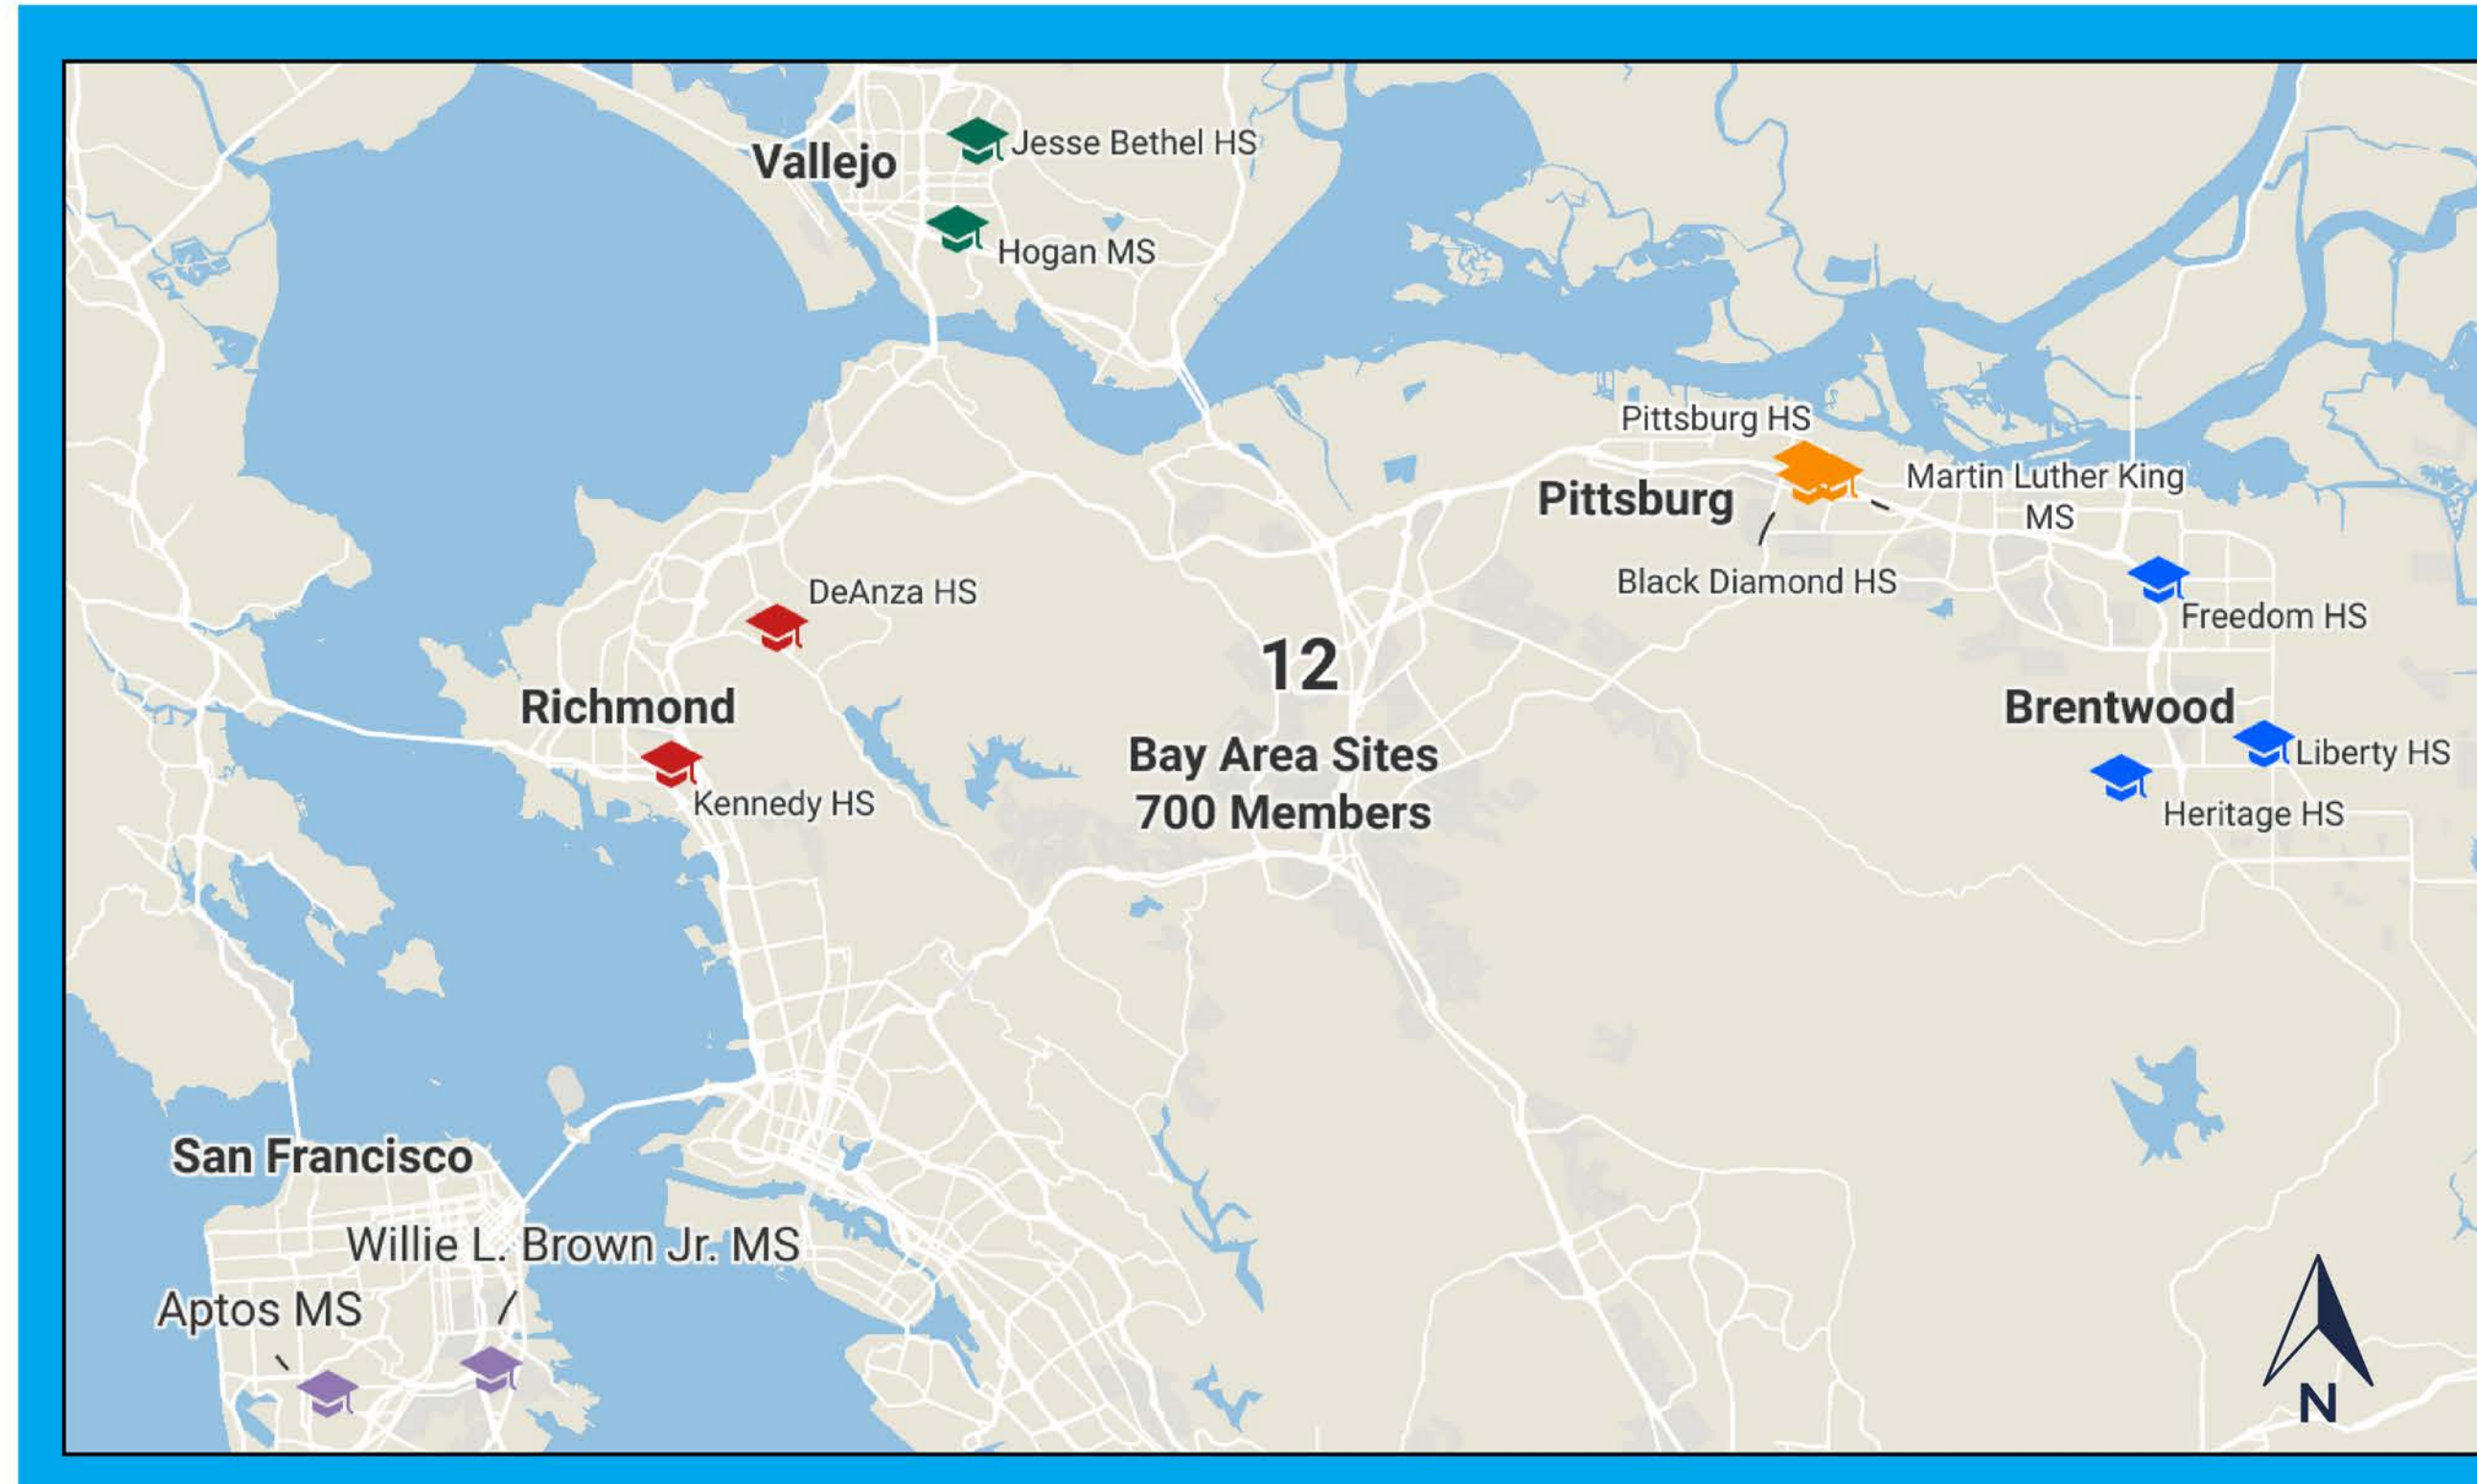 Jesse Bethel HS
Vallejo
Hogan MS
Pittsburg HS
Martin Luther King
MS
Pittsburg
Black Diamond HS
DeAnza HS
Freedom HS
12
Richmond
Brentwood
Bay Area Sites
700 Members
Liberty HS
Kennedy HS
Heritage HS
San Francisco
Willie L. Brown Jr. MS
Aptos MS
N